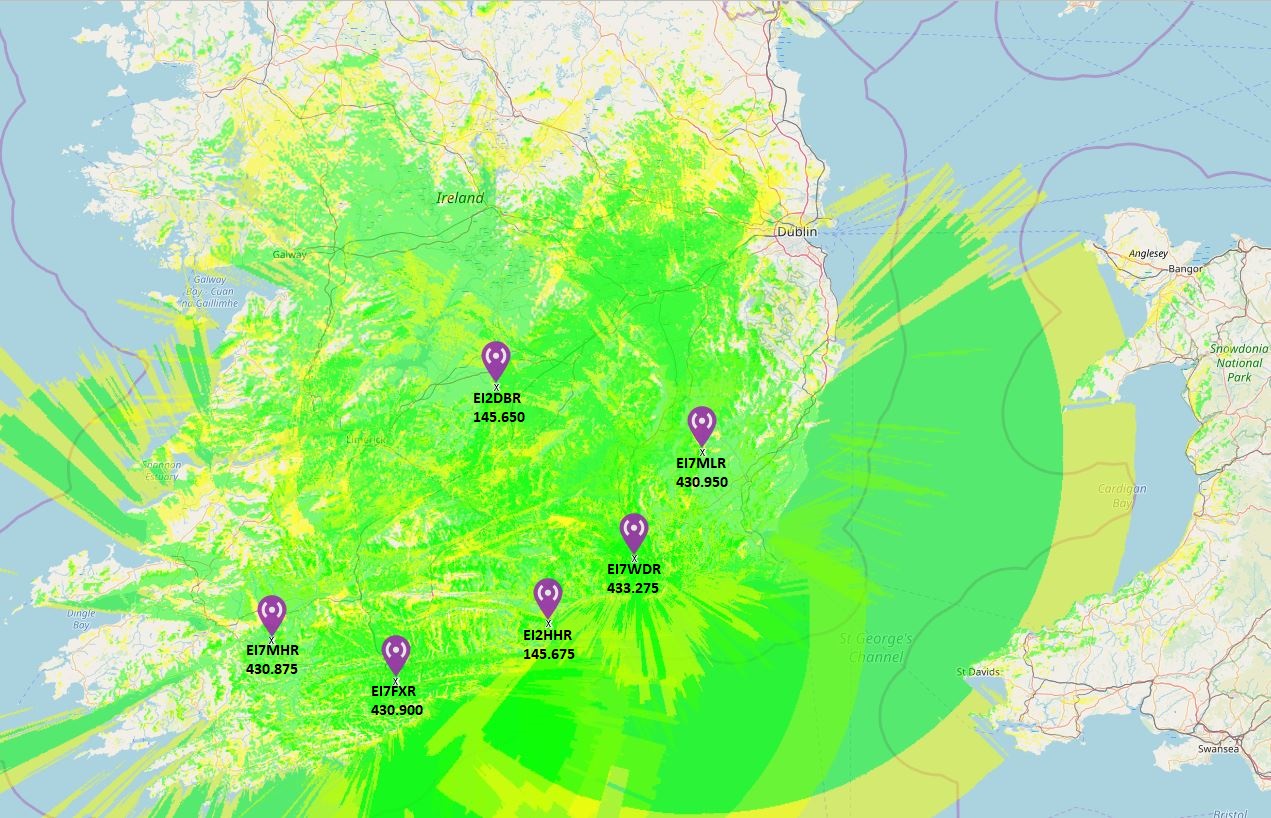 Ireland
Dublin
Galway
Galway
Bay - Cuan
na Gaillimhe
Anglesey
Bangor
Snowdonia
National
Park
X
EI2DBR
145.650
Limerick
X
EI7MLR
430.950
Shannon
Estuary
Cardigan
Bay
X
EI7WDR
433.275
Dingle
Bay
X
EI7MHR
430.875
X
EI2HHR
145.675
St George's
Channel
X
EI7FXR
430.900
St Davids
Swansea
Bristol